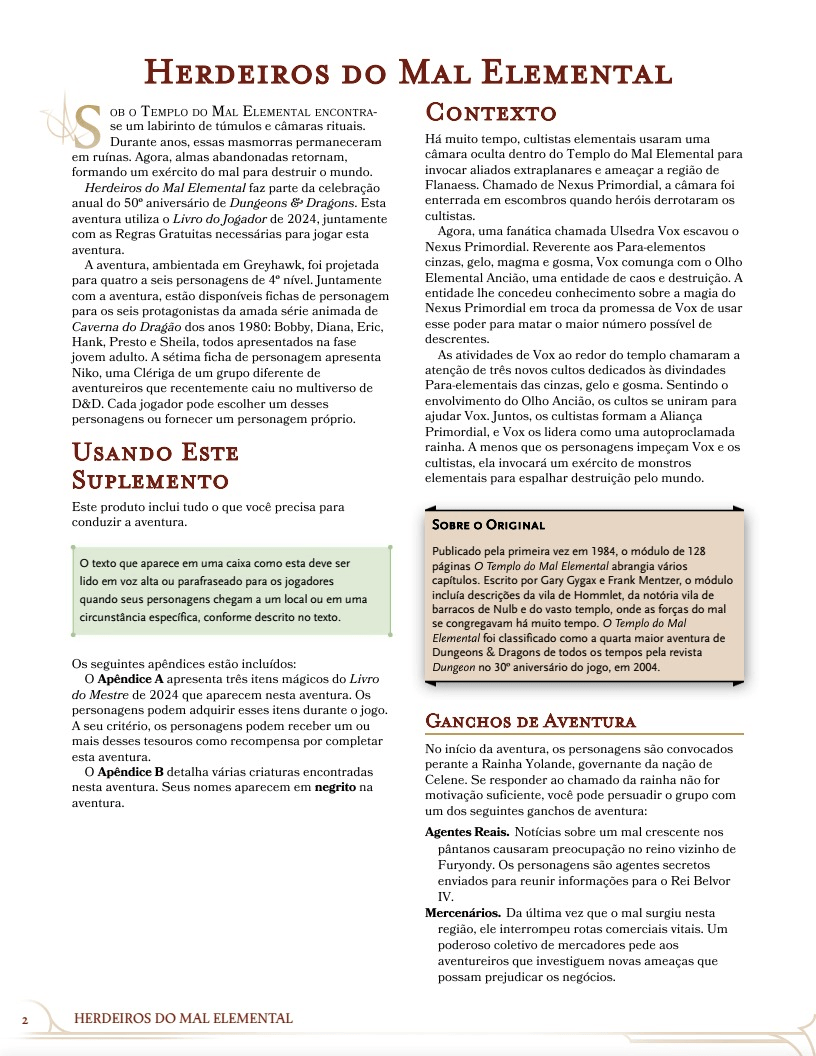 Herdeiros do Mal Elemental
Sob o Templo do Mal Elemental encontra-
se um labirinto de túmulos e câmaras rituais.
Durante anos, essas masmorras permaneceram
em ruínas. Agora, almas abandonadas retornam,
formando um exército do mal para destruir o mundo.
Herdeiros do Mal Elemental faz parte da celebração
anual do 50º aniversário de Dungeons & Dragons. Esta
aventura utiliza o Livro do Jogador de 2024, juntamente
com as Regras Gratuitas necessárias para jogar esta
aventura.
A aventura, ambientada em Greyhawk, foi projetada
para quatro a seis personagens de 4º nível. Juntamente
com a aventura, estão disponíveis fichas de personagem
para os seis protagonistas da amada série animada de
Caverna do Dragão dos anos 1980: Bobby, Diana, Eric,
Hank, Presto e Sheila, todos apresentados na fase
jovem adulto. A sétima ficha de personagem apresenta
Niko, uma Clériga de um grupo diferente de
aventureiros que recentemente caiu no multiverso de
D&D. Cada jogador pode escolher um desses
personagens ou fornecer um personagem próprio.
Usando Este
Suplemento
Este produto inclui tudo o que você precisa para
conduzir a aventura.
O texto que aparece em uma caixa como esta deve ser
lido em voz alta ou parafraseado para os jogadores
quando seus personagens chegam a um local ou em uma
circunstância específica, conforme descrito no texto.
Os seguintes apêndices estão incluídos:
O Apêndice A apresenta três itens mágicos do Livro
do Mestre de 2024 que aparecem nesta aventura. Os
personagens podem adquirir esses itens durante o jogo.
A seu critério, os personagens podem receber um ou
mais desses tesouros como recompensa por completar
esta aventura.
O Apêndice B detalha várias criaturas encontradas
nesta aventura. Seus nomes aparecem em negrito na
aventura.
Contexto
Há muito tempo, cultistas elementais usaram uma
câmara oculta dentro do Templo do Mal Elemental para
invocar aliados extraplanares e ameaçar a região de
Flanaess. Chamado de Nexus Primordial, a câmara foi
enterrada em escombros quando heróis derrotaram os
cultistas.
Agora, uma fanática chamada Ulsedra Vox escavou o
Nexus Primordial. Reverente aos Para-elementos
cinzas, gelo, magma e gosma, Vox comunga com o Olho
Elemental Ancião, uma entidade de caos e destruição. A
entidade lhe concedeu conhecimento sobre a magia do
Nexus Primordial em troca da promessa de Vox de usar
esse poder para matar o maior número possível de
descrentes.
As atividades de Vox ao redor do templo chamaram a
atenção de três novos cultos dedicados às divindades
Para-elementais das cinzas, gelo e gosma. Sentindo o
envolvimento do Olho Ancião, os cultos se uniram para
ajudar Vox. Juntos, os cultistas formam a Aliança
Primordial, e Vox os lidera como uma autoproclamada
rainha. A menos que os personagens impeçam Vox e os
cultistas, ela invocará um exército de monstros
elementais para espalhar destruição pelo mundo.
Sobre o Original
Publicado pela primeira vez em 1984, o módulo de 128
páginas O Templo do Mal Elemental abrangia vários
capítulos. Escrito por Gary Gygax e Frank Mentzer, o módulo
incluía descrições da vila de Hommlet, da notória vila de
barracos de Nulb e do vasto templo, onde as forças do mal
se congregavam há muito tempo. O Templo do Mal
Elemental foi classificado como a quarta maior aventura de
Dungeons & Dragons de todos os tempos pela revista
Dungeon no 30º aniversário do jogo, em 2004.
Ganchos de Aventura
No início da aventura, os personagens são convocados
perante a Rainha Yolande, governante da nação de
Celene. Se responder ao chamado da rainha não for
motivação suficiente, você pode persuadir o grupo com
um dos seguintes ganchos de aventura:
Agentes Reais. Notícias sobre um mal crescente nos
pântanos causaram preocupação no reino vizinho de
Furyondy. Os personagens são agentes secretos
enviados para reunir informações para o Rei Belvor
IV.
Mercenários. Da última vez que o mal surgiu nesta
região, ele interrompeu rotas comerciais vitais. Um
poderoso coletivo de mercadores pede aos
aventureiros que investiguem novas ameaças que
possam prejudicar os negócios.
2 HERDEIROS DO MAL ELEMENTAL